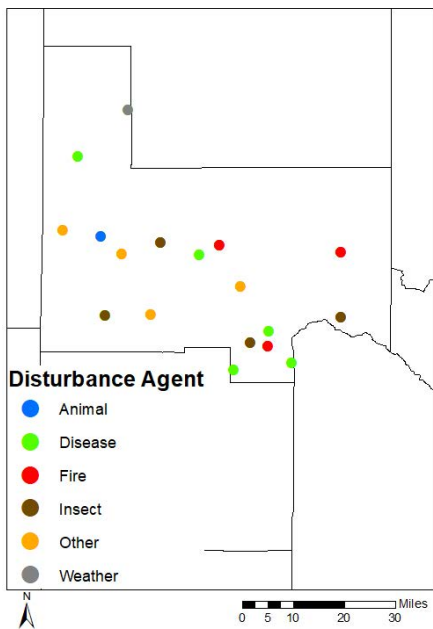 Disturbance Agent
Animal
Disease
Fire
Insect
Other
Weather
N
Miles
0 5 10 20 30